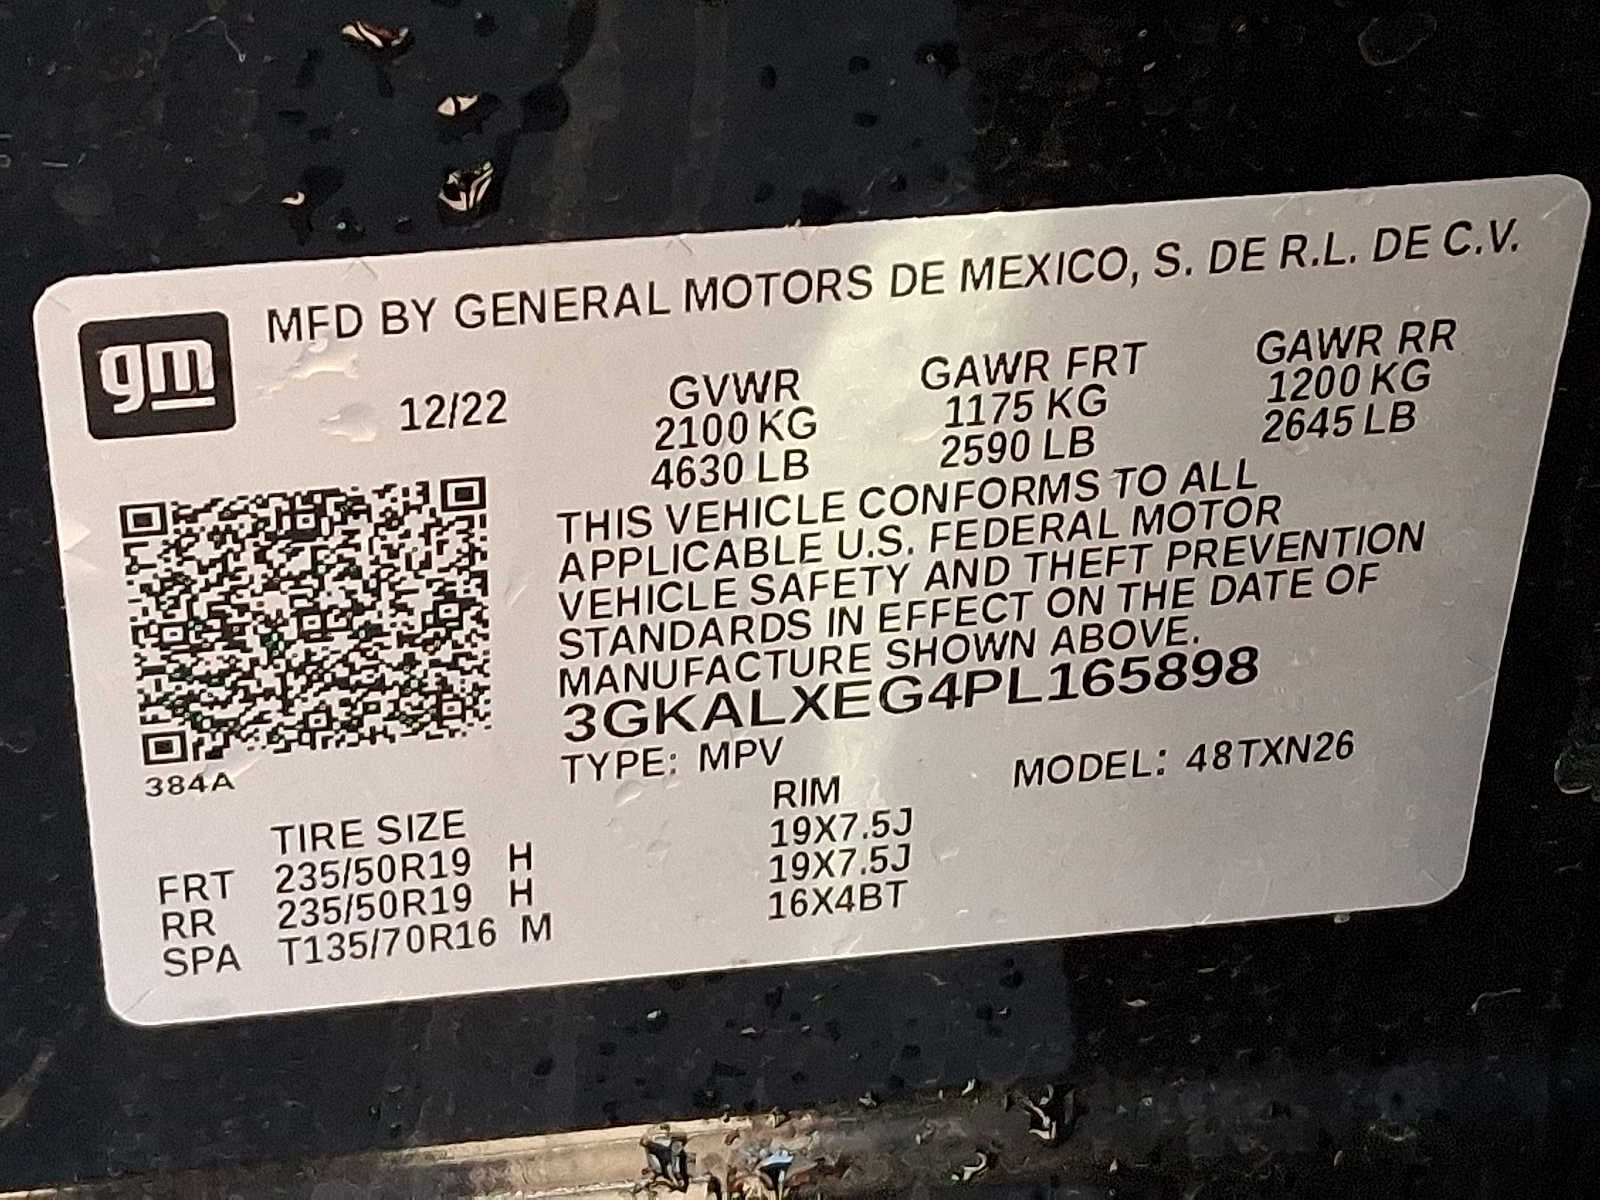 gm
MFD BY GENERAL MOTORS DE MEXICO, S. DE R.L. DE C.V.
12/22 GVWR GAWR FRT GAWR RR
2100 KG 1175 KG 1200 KG
4630 LB 2590 LB 2645 LB
THIS VEHICLE CONFORMS TO ALL
APPLICABLE U.S. FEDERAL MOTOR
VEHICLE SAFETY AND THEFT PREVENTION
STANDARDS IN EFFECT ON THE DATE OF
MANUFACTURE SHOWN ABOVE.
3GKALXEG4PL165898
TYPE: MPV MODEL: 48TXN26
384A
TIRE SIZE RIM
FRT 235/50R19 H 19X7.5J
RR 235/50R19 H 19X7.5J
SPA T135/70R16 M 16X4BT